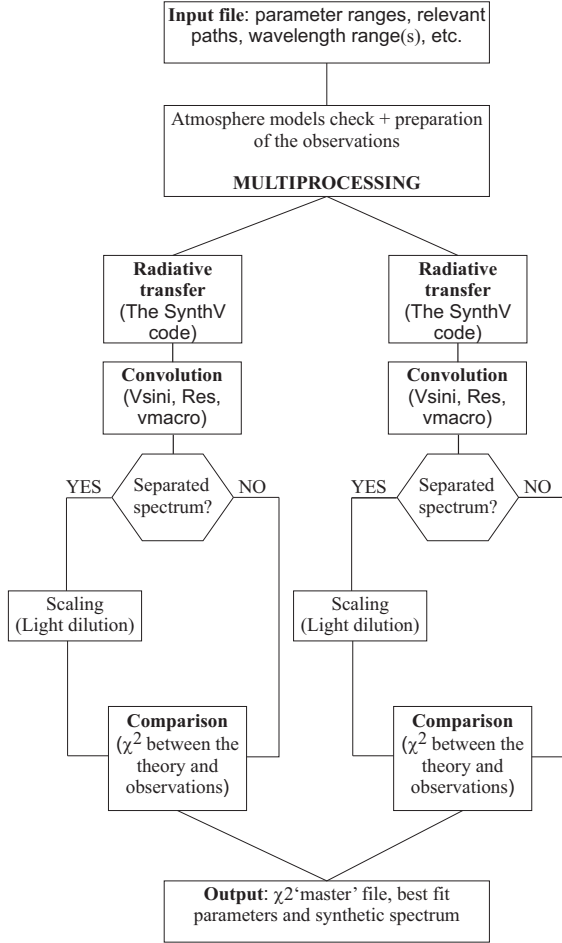 Input file: parameter ranges, relevant
paths, wavelength range(s), etc.
Atmosphere models check + preparation
of the observations
MULTIPROCESSING
Radiative
transfer
(The SynthV
code)
Convolution
(Vsini, Res,
vmacro)
YES
Separated
spectrum?
NO
Scaling
(Light dilution)
Comparison
(χ² between the
theory and
observations)
Radiative
transfer
(The SynthV
code)
Convolution
(Vsini, Res,
vmacro)
YES
Separated
spectrum?
NO
Scaling
(Light dilution)
Comparison
(χ² between the
theory and
observations)
Output: χ2‘master’ file, best fit
parameters and synthetic spectrum